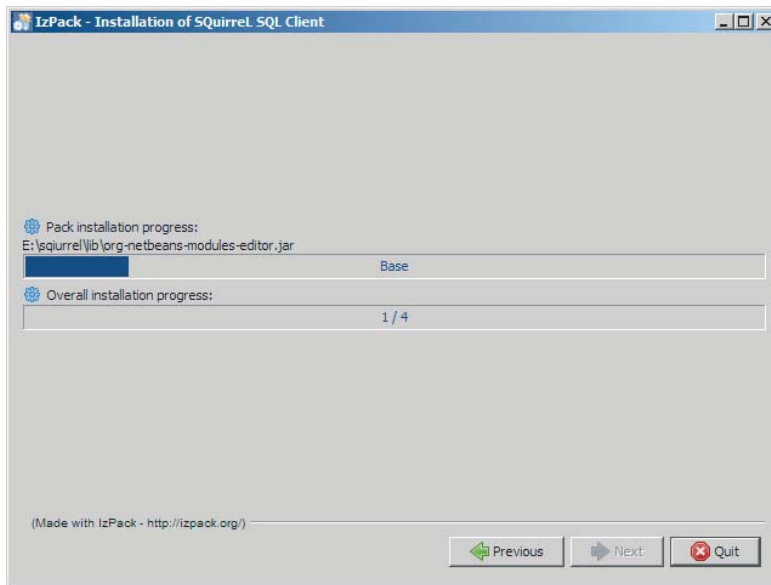 IzPack - Installation of SQuirreL SQL Client
Pack installation progress:
E:\sqiurrel\lib\org-netbeans-modules-editor.jar
Base
Overall installation progress:
1 / 4
(Made with IzPack - http://izpack.org/)
Previous
Next
Quit